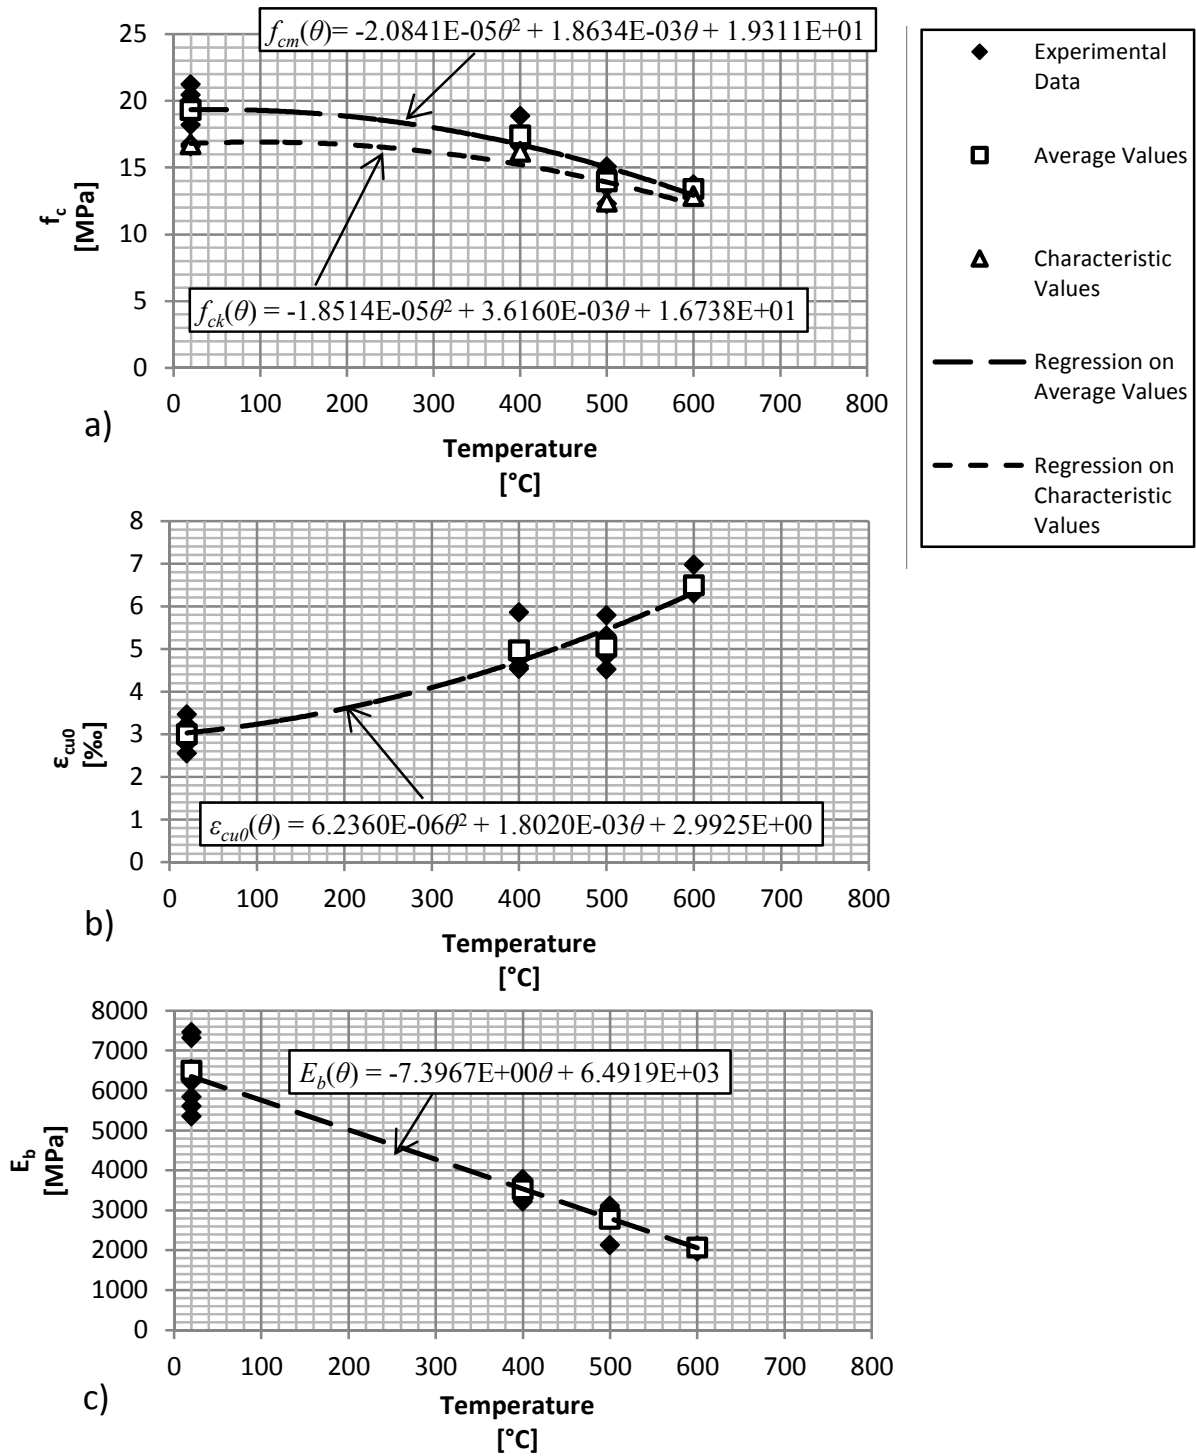 f_cm(θ)= -2.0841E-05θ² + 1.8634E-03θ + 1.9311E+01
25
20
15
10
5
0
f_c
[MPa]
f_ck(θ) = -1.8514E-05θ² + 3.6160E-03θ + 1.6738E+01
0 100 200 300 400 500 600 700 800
a)
Temperature
[°C]
Experimental
Data
Average Values
Characteristic
Values
Regression on
Average Values
Regression on
Characteristic
Values
8
7
6
5
4
3
2
1
0
ε_cu0
[‰]
ε_cu0(θ) = 6.2360E-06θ² + 1.8020E-03θ + 2.9925E+00
0 100 200 300 400 500 600 700 800
b)
Temperature
[°C]
8000
7000
6000
5000
4000
3000
2000
1000
0
E_b
[MPa]
E_b(θ) = -7.3967E+00θ + 6.4919E+03
0 100 200 300 400 500 600 700 800
c)
Temperature
[°C]